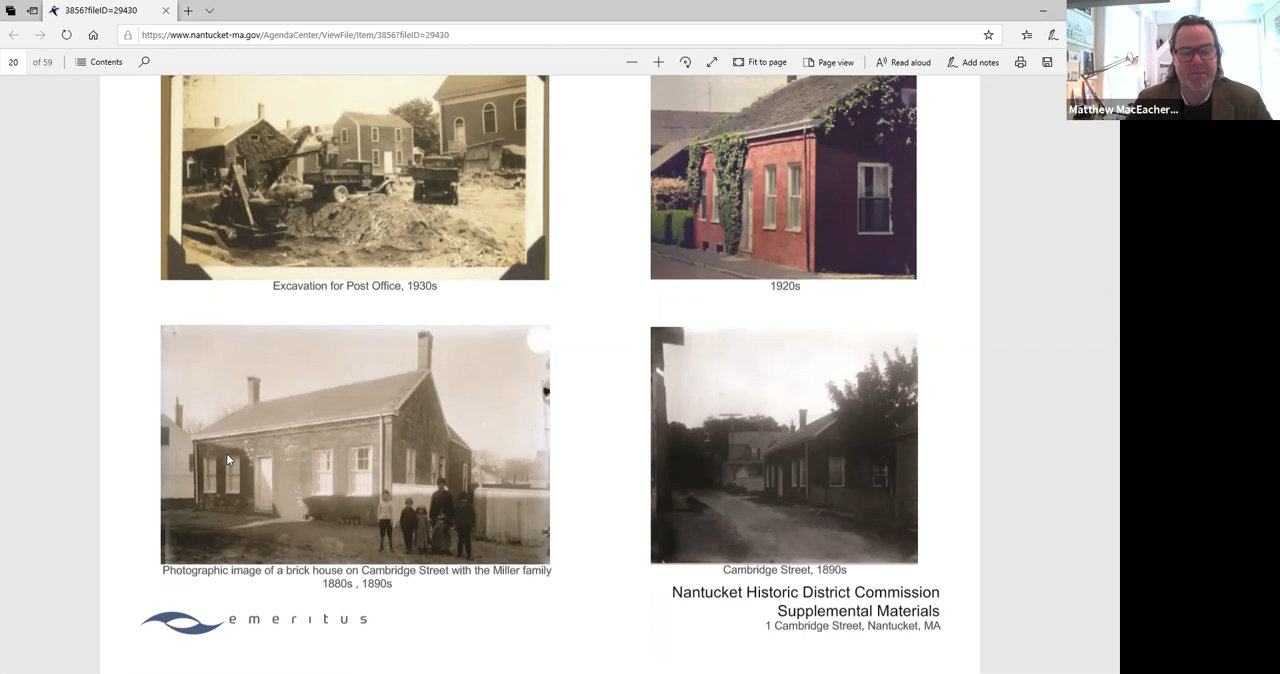 3856?fileID=29430
https://www.nantucket-ma.gov/AgendaCenter/ViewFile/Item/3856?fileID=29430
20 of 59 Contents Fit to page Page view Read aloud Add notes
Matthew MacEacher...
Excavation for Post Office, 1930s
1920s
Photographic image of a brick house on Cambridge Street with the Miller family
1880s , 1890s
Cambridge Street, 1890s
emeritus
Nantucket Historic District Commission
Supplemental Materials
1 Cambridge Street, Nantucket, MA